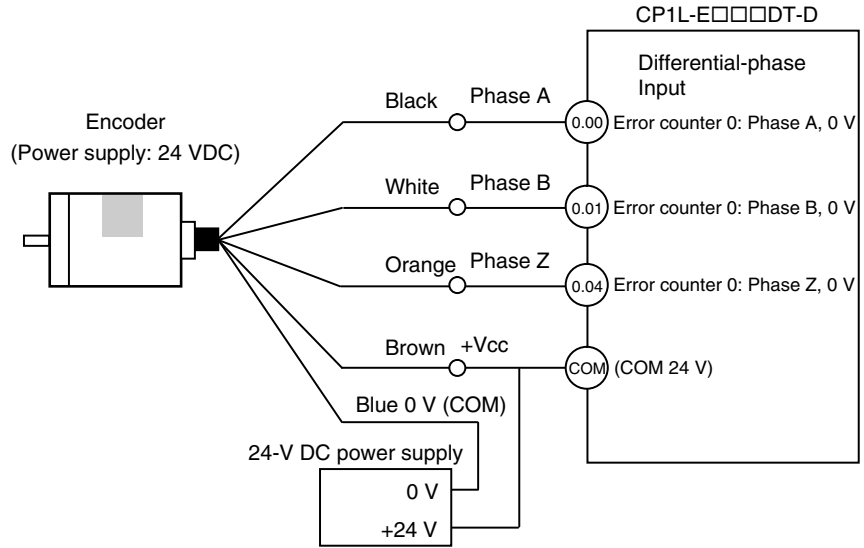 CP1L-E□□□DT-D
Differential-phase
Input
Encoder
(Power supply: 24 VDC)
Black
Phase A
0.00
Error counter 0: Phase A, 0 V
White
Phase B
0.01
Error counter 0: Phase B, 0 V
Orange
Phase Z
0.04
Error counter 0: Phase Z, 0 V
Brown
+Vcc
COM
(COM 24 V)
Blue 0 V (COM)
24-V DC power supply
0 V
+24 V